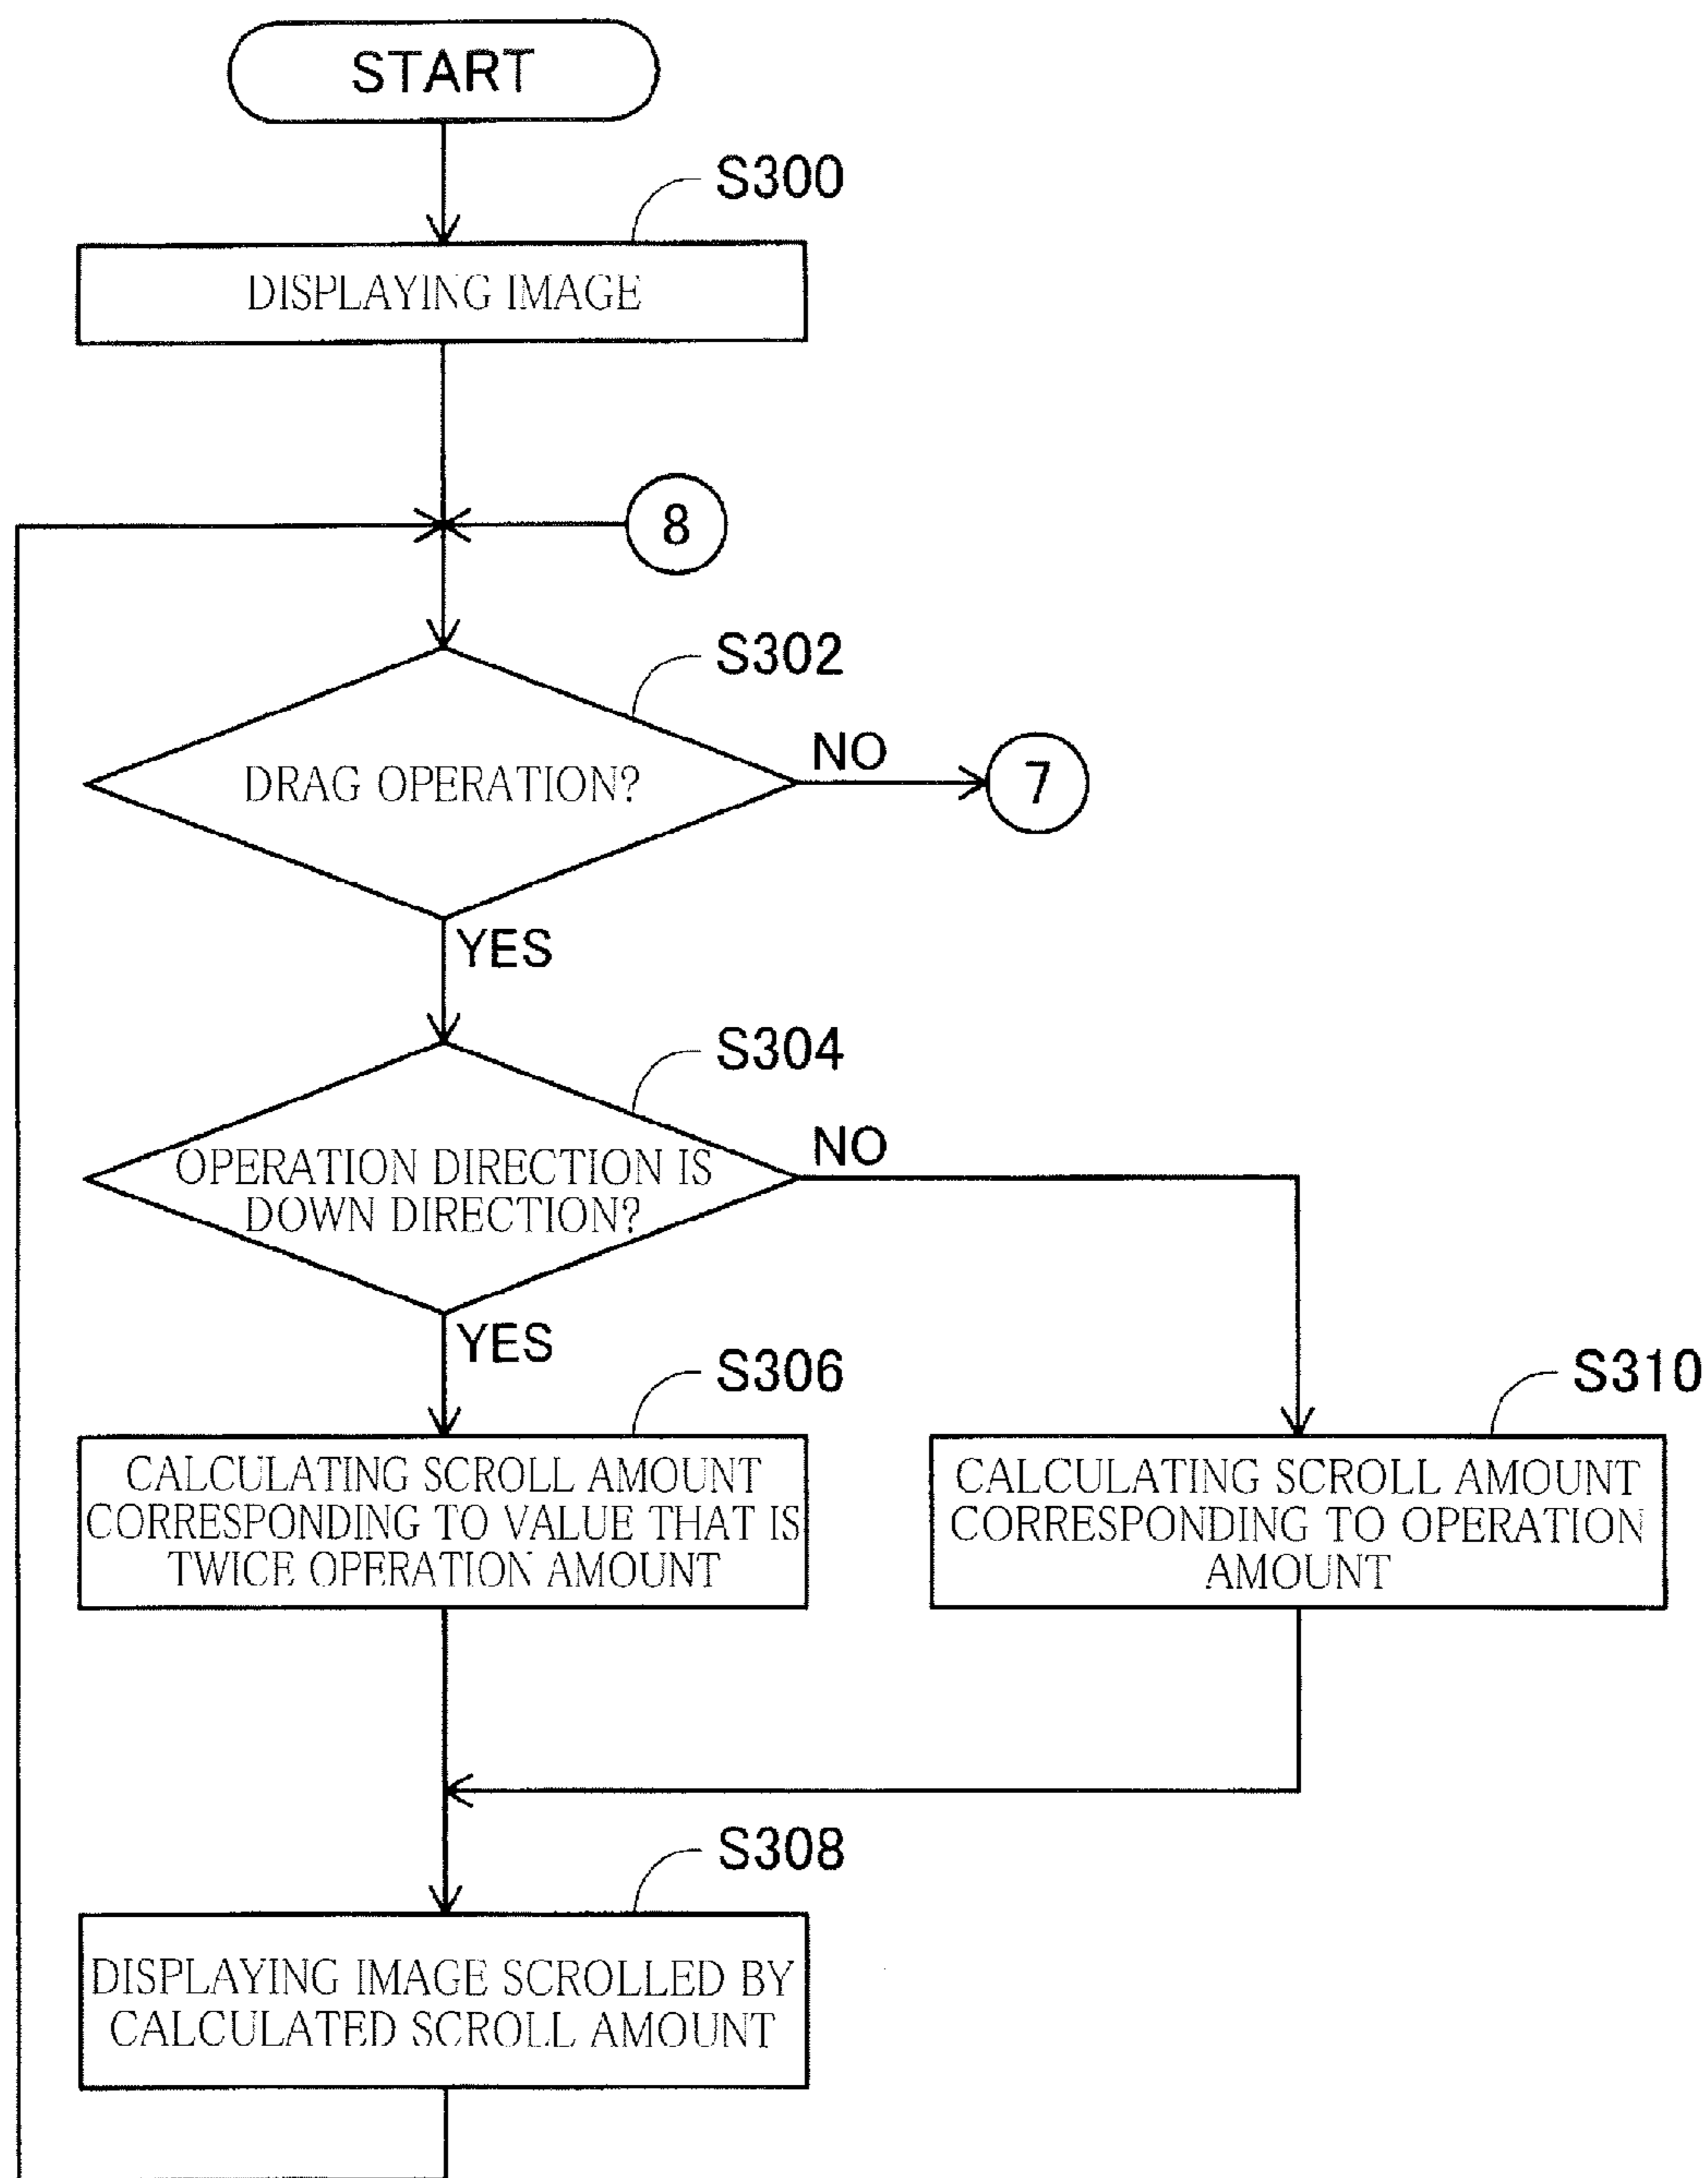 START
S300
DISPLAYING IMAGE
8
S302
DRAG OPERATION?
NO
7
YES
S304
OPERATION DIRECTION IS
DOWN DIRECTION?
NO
YES
S306
CALCULATING SCROLL AMOUNT
CORRESPONDING TO VALUE THAT IS
TWICE OPERATION AMOUNT
S310
CALCULATING SCROLL AMOUNT
CORRESPONDING TO OPERATION
AMOUNT
S308
DISPLAYING IMAGE SCROLLED BY
CALCULATED SCROLL AMOUNT